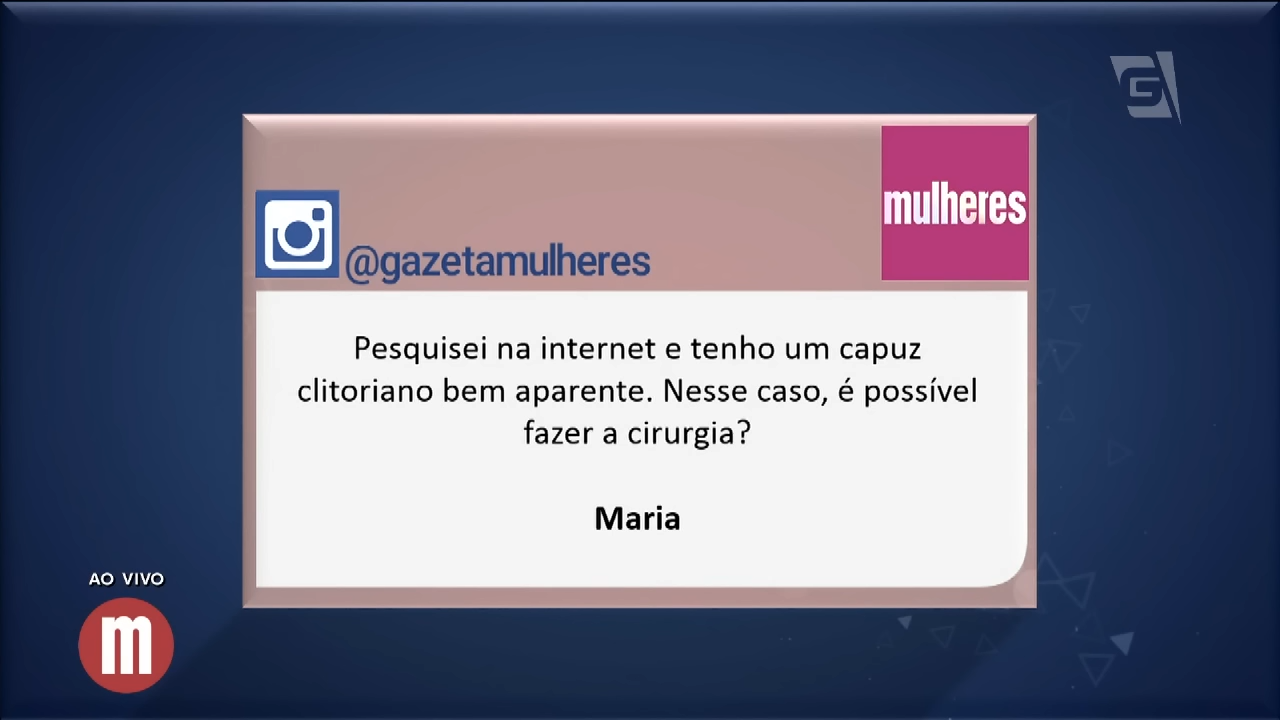 mulheres
@gazetamulheres
Pesquisei na internet e tenho um capuz
clitoriano bem aparente. Nesse caso, é possível
fazer a cirurgia?
Maria
AO VIVO
m